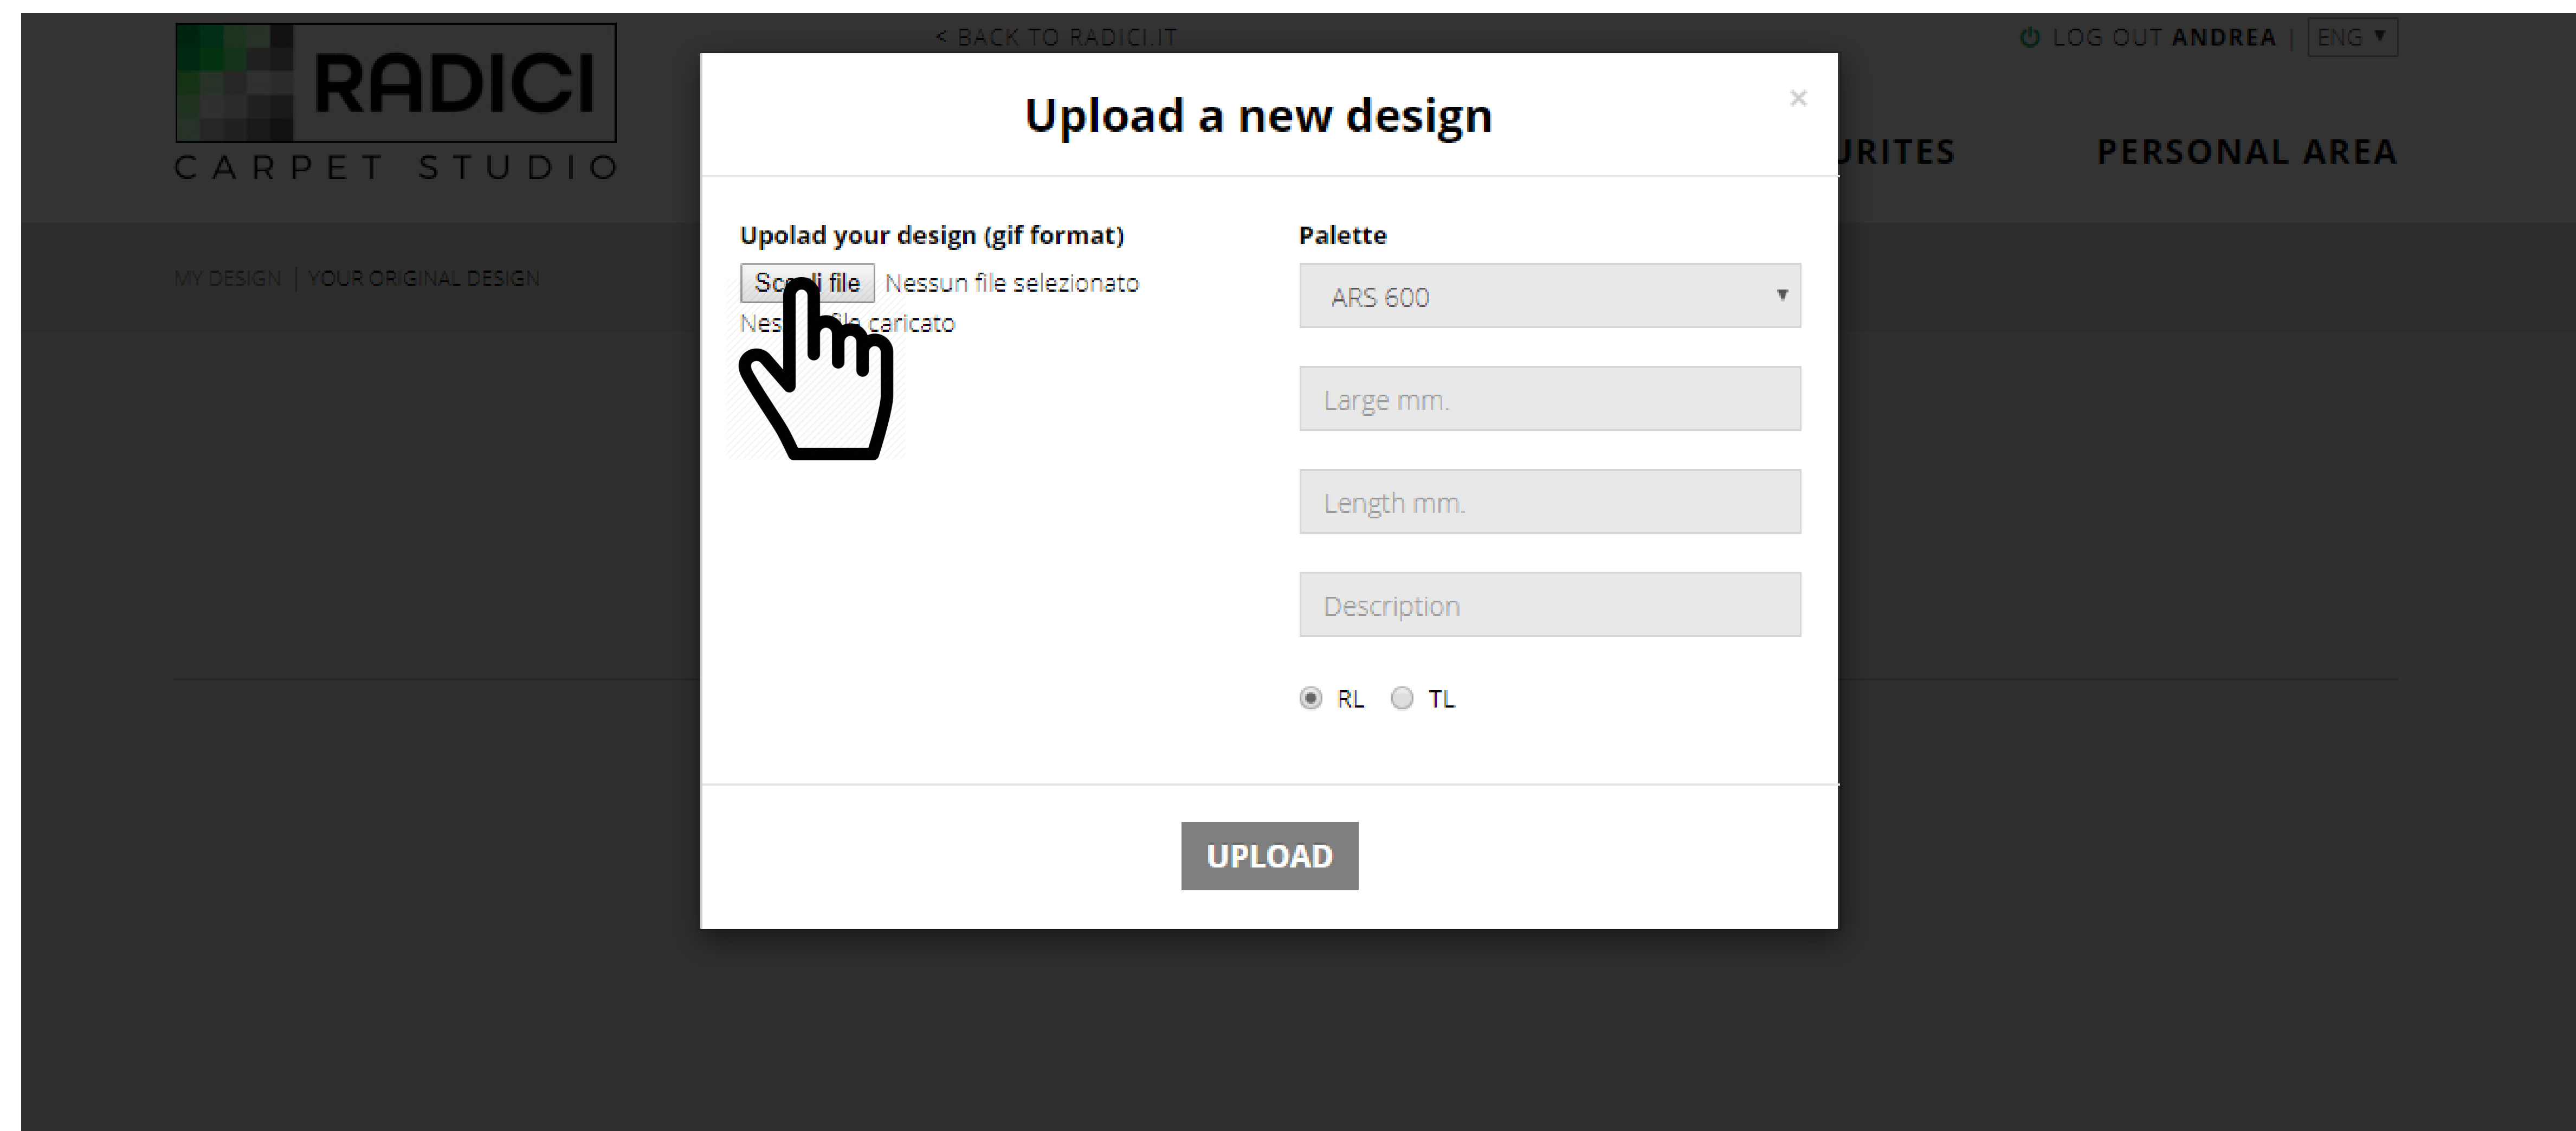 RADICI
CARPET STUDIO
< BACK TO RADICI.IT
LOG OUT ANDREA | ENG ▼
PERSONAL AREA
MY DESIGN | YOUR ORIGINAL DESIGN
Upload a new design
×
Upolad your design (gif format)
file Nessun file selezionato
file caricato
Palette
ARS 600
Large mm.
Length mm.
Description
RL TL
UPLOAD